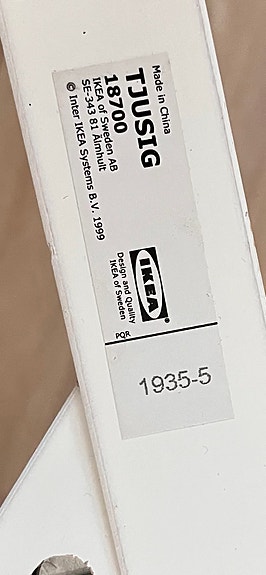 Made in China
TJUSIG
18700
IKEA of Sweden AB
SE-343 81 Älmhult
© Inter IKEA Systems B.V. 1999
IKEA®
Design and Quality
IKEA of Sweden
PQR
1935-5